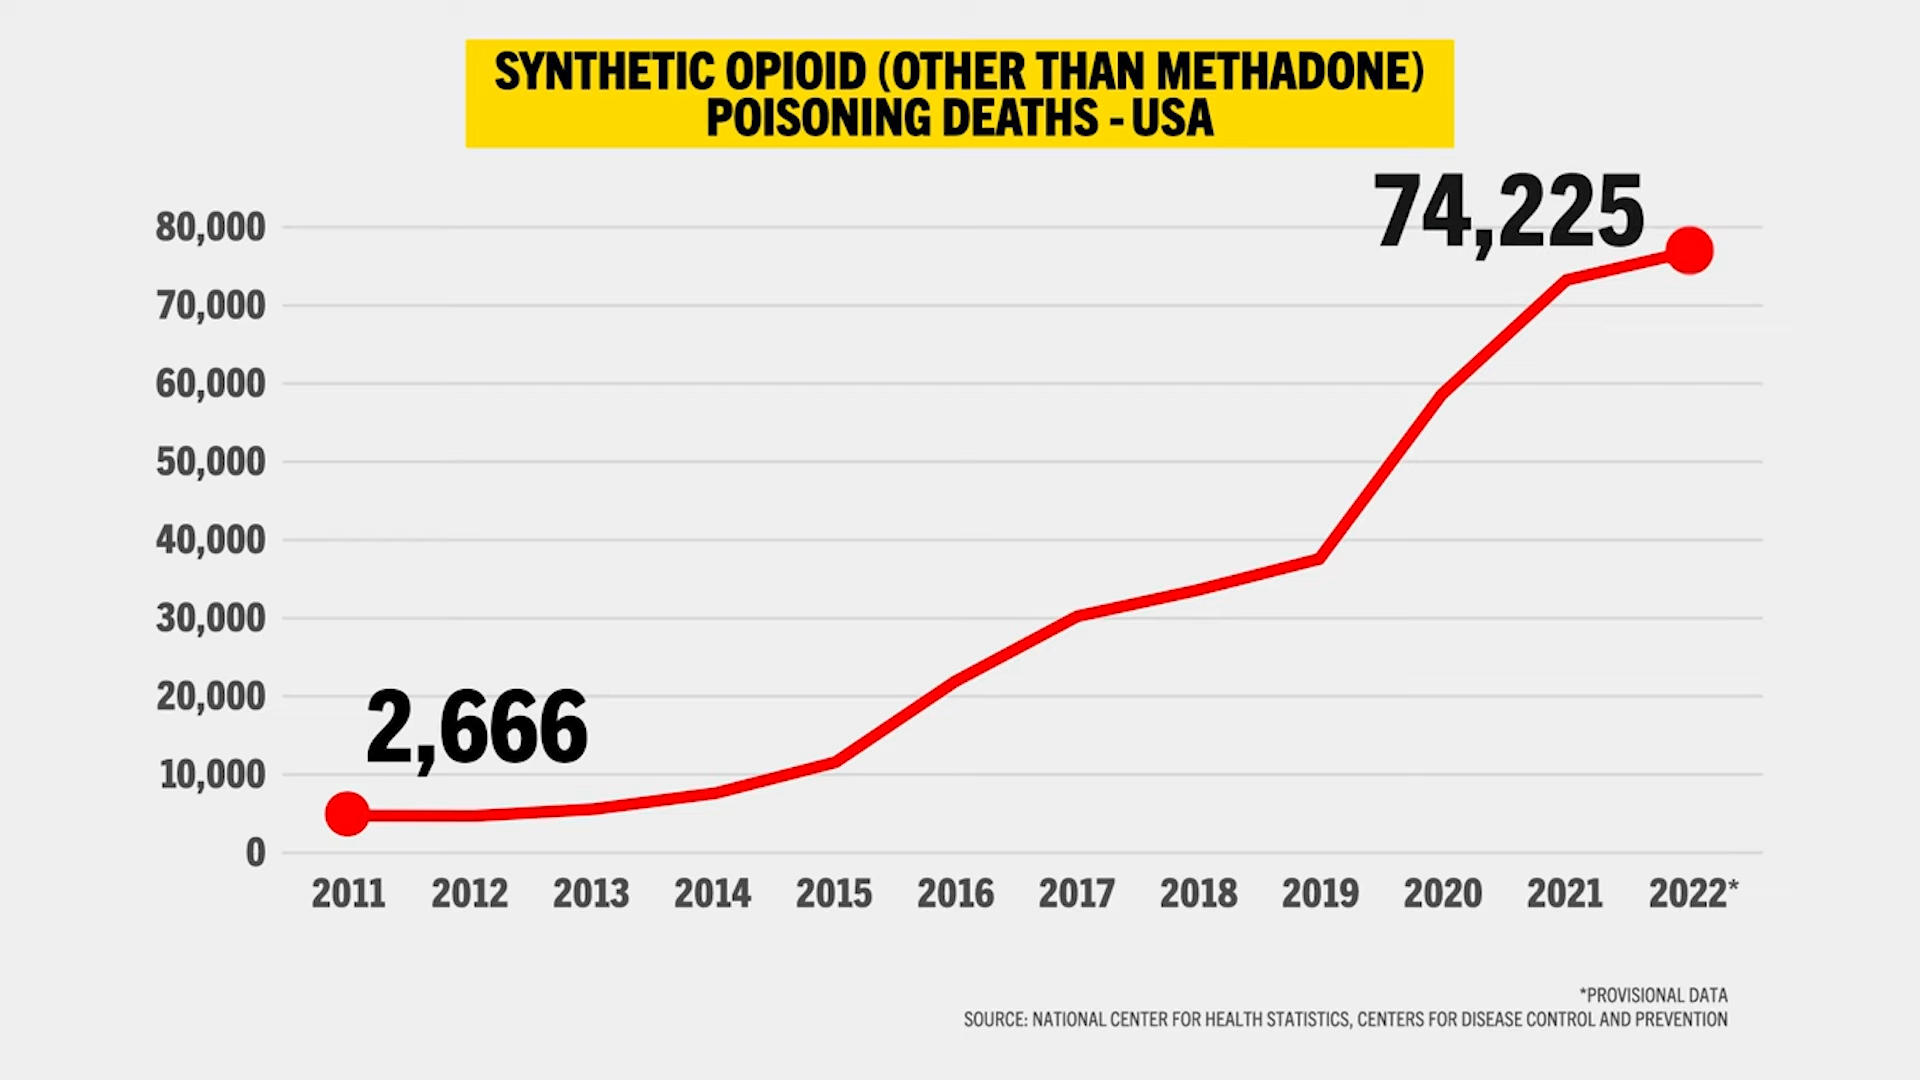 SYNTHETIC OPIOID (OTHER THAN METHADONE)
POISONING DEATHS - USA
74,225
80,000
70,000
60,000
50,000
40,000
30,000
20,000
2,666
10,000
0
2011 2012 2013 2014 2015 2016 2017 2018 2019 2020 2021 2022*
*PROVISIONAL DATA
SOURCE: NATIONAL CENTER FOR HEALTH STATISTICS, CENTERS FOR DISEASE CONTROL AND PREVENTION